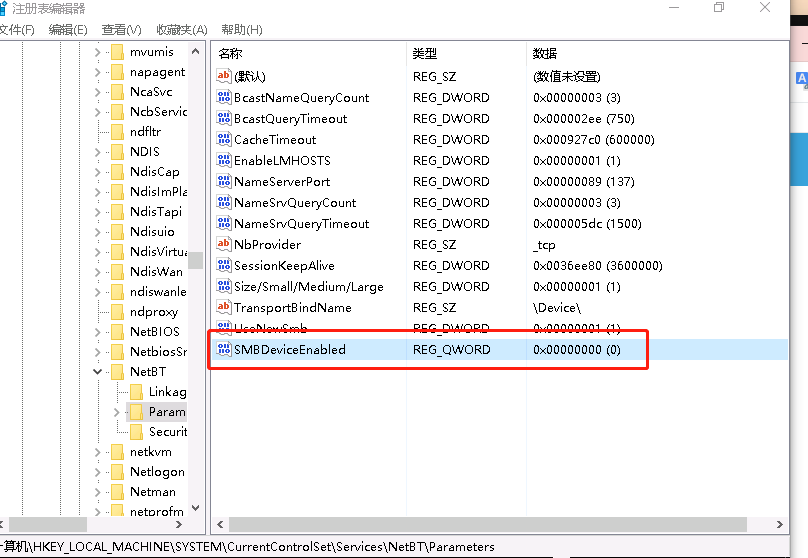 注册表编辑器
文件(F) 编辑(E) 查看(V) 收藏夹(A) 帮助(H)
mvumis
napagent
NcaSvc
NcbServic
ndfltr
NDIS
NdisCap
NdisImPla
NdisTapi
Ndisuio
NdisVirtua
NdisWan
ndiswanle
ndproxy
NetBIOS
NetbiosSm
NetBT
Linkag
Param
Securit
netkvm
Netlogon
Netman
netprofm
名称 类型 数据
ab (默认) REG_SZ (数值未设置)
BcastNameQueryCount REG_DWORD 0x00000003 (3)
BcastQueryTimeout REG_DWORD 0x000002ee (750)
CacheTimeout REG_DWORD 0x000927c0 (600000)
EnableLMHOSTS REG_DWORD 0x00000001 (1)
NameServerPort REG_DWORD 0x00000089 (137)
NameSrvQueryCount REG_DWORD 0x00000003 (3)
NameSrvQueryTimeout REG_DWORD 0x000005dc (1500)
ab NbProvider REG_SZ _tcp
SessionKeepAlive REG_DWORD 0x0036ee80 (3600000)
Size/Small/Medium/Large REG_DWORD 0x00000001 (1)
ab TransportBindName REG_SZ \Device\
UseNewSmb REG_DWORD 0x00000001 (1)
SMBDeviceEnabled REG_QWORD 0x00000000 (0)
计算机\HKEY_LOCAL_MACHINE\SYSTEM\CurrentControlSet\Services\NetBT\Parameters